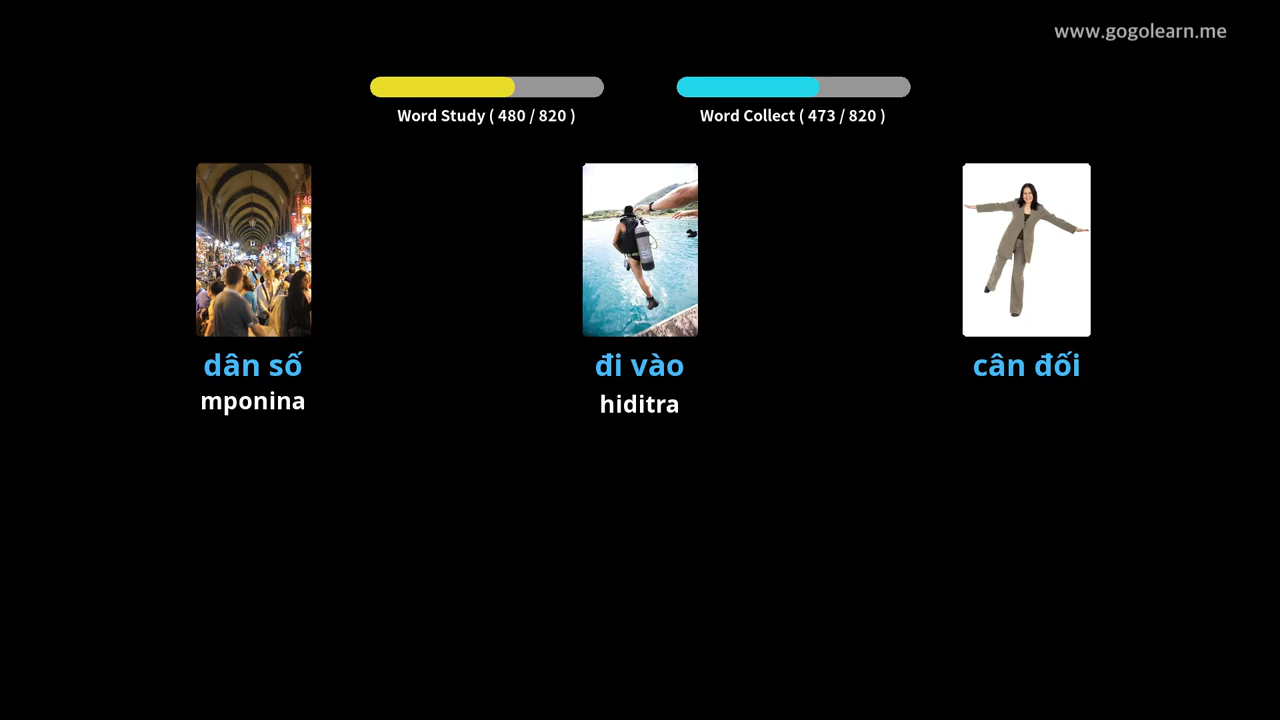 www.gogolearn.me
Word Study ( 480 / 820 )
Word Collect ( 473 / 820 )
dân số
mponina
đi vào
hiditra
cân đối